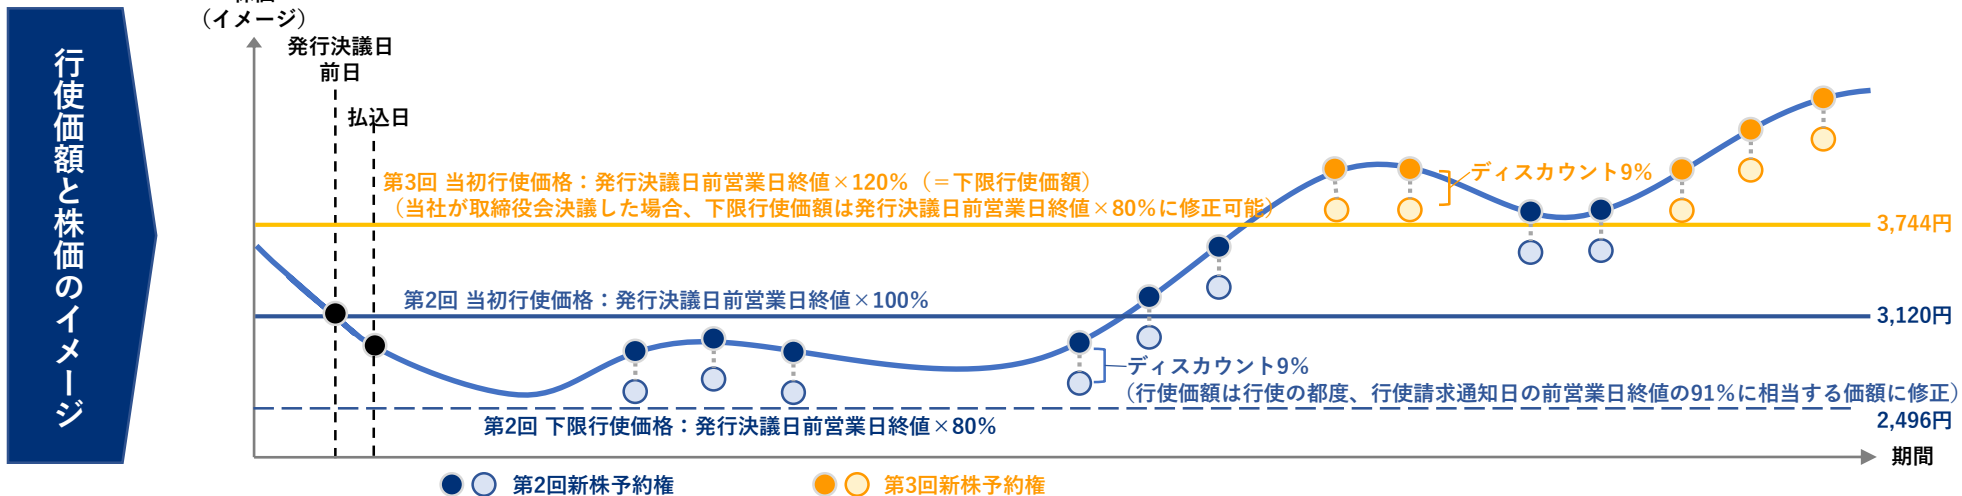 行使価額と株価のイメージ
（イメージ）
発行決議日
前日
払込日
第3回 当初行使価格：発行決議日前営業日終値×120%（＝下限行使価額）
（当社が取締役会決議した場合、下限行使価額は発行決議日前営業日終値×80%に修正可能）
ディスカウント9%
3,744円
第2回 当初行使価格：発行決議日前営業日終値×100%
3,120円
ディスカウント9%
（行使価額は行使の都度、行使請求通知日の前営業日終値の91%に相当する価額に修正）
第2回 下限行使価格：発行決議日前営業日終値×80%
2,496円
期間
第2回新株予約権
第3回新株予約権